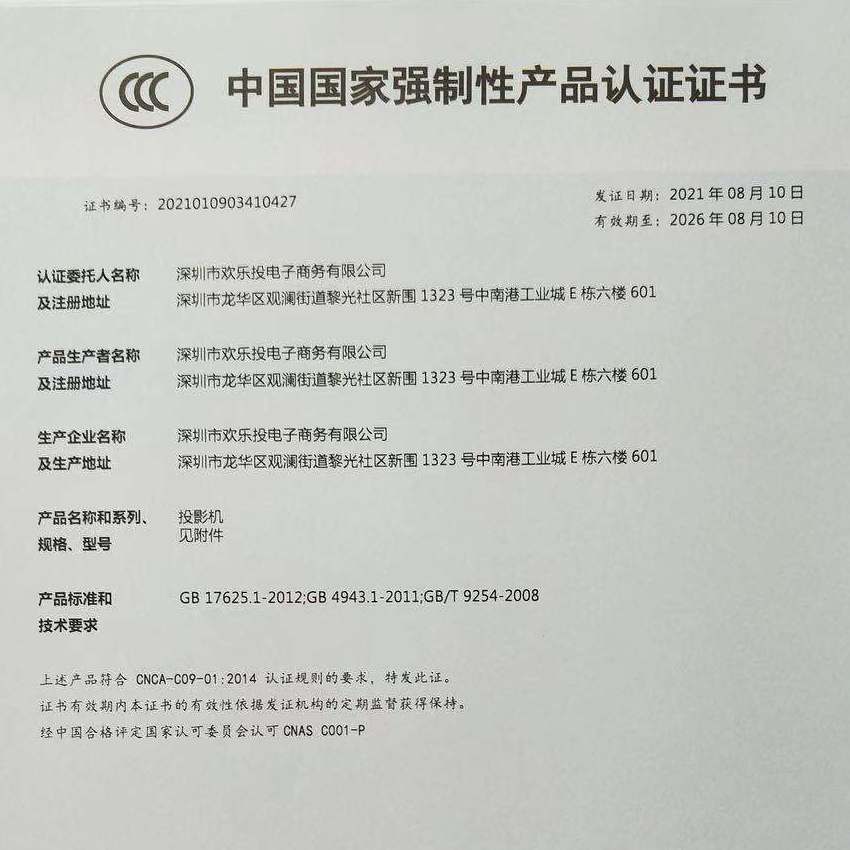 CCC 中国国家强制性产品认证证书
证书编号：2021010903410427
发证日期：2021 年 08 月 10 日
有效期至：2026 年 08 月 10 日
认证委托人名称 深圳市欢乐投电子商务有限公司
及注册地址 深圳市龙华区观澜街道黎光社区新围 1323 号中南港工业城 E 栋六楼 601
产品生产者名称 深圳市欢乐投电子商务有限公司
及注册地址 深圳市龙华区观澜街道黎光社区新围 1323 号中南港工业城 E 栋六楼 601
生产企业名称 深圳市欢乐投电子商务有限公司
及生产地址 深圳市龙华区观澜街道黎光社区新围 1323 号中南港工业城 E 栋六楼 601
产品名称和系列、 投影机
规格、型号 见附件
产品标准和 GB 17625.1-2012;GB 4943.1-2011;GB/T 9254-2008
技术要求
上述产品符合 CNCA-C09-01:2014 认证规则的要求，特发此证。
证书有效期内本证书的有效性依据发证机构的定期监督获得保持。
经中国合格评定国家认可委员会认可 CNAS C001-P